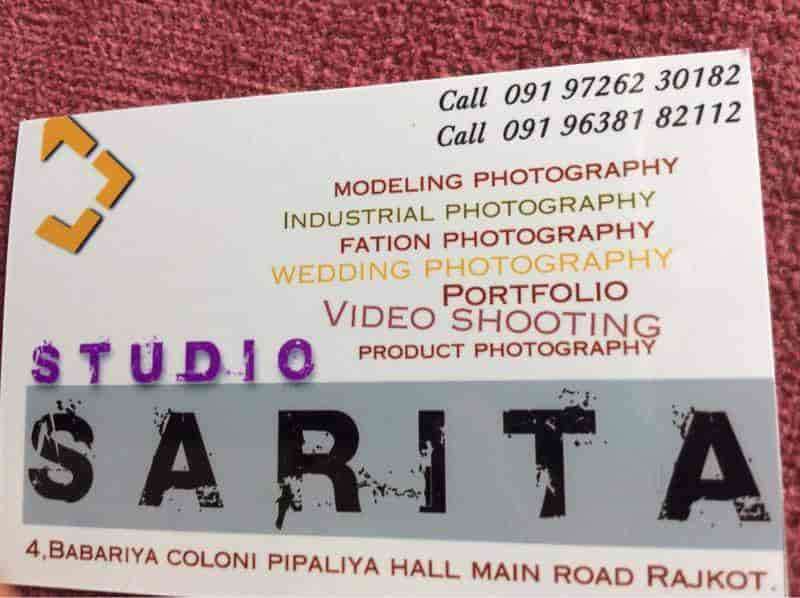 Call 091 97262 30182
Call 091 96381 82112
MODELING PHOTOGRAPHY
INDUSTRIAL PHOTOGRAPHY
FATION PHOTOGRAPHY
WEDDING PHOTOGRAPHY
PORTFOLIO
VIDEO SHOOTING
PRODUCT PHOTOGRAPHY
STUDIO
SARITA
4,BABARIYA COLONI PIPALIYA HALL MAIN ROAD RAJKOT.